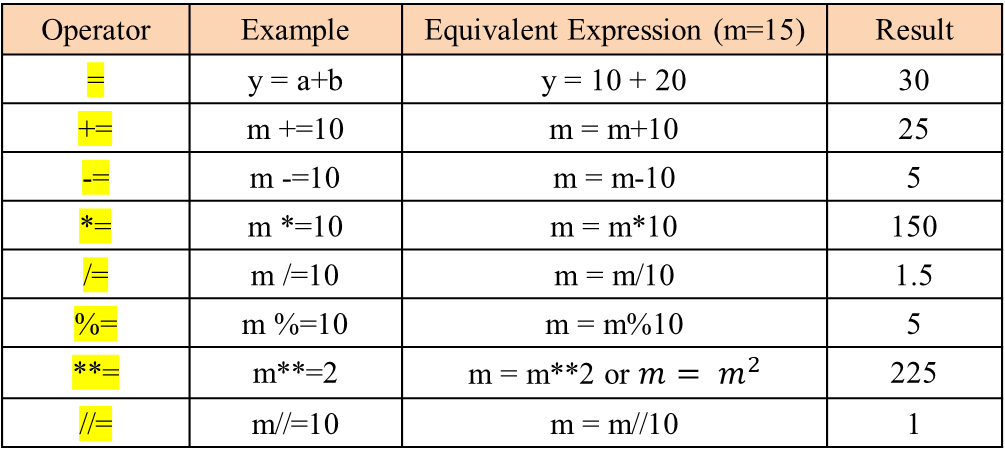 Operator Example Equivalent Expression (m=15) Result
= y = a+b y = 10 + 20 30
+= m +=10 m = m+10 25
-= m -=10 m = m-10 5
*= m *=10 m = m*10 150
/= m /=10 m = m/10 1.5
%= m %=10 m = m%10 5
**= m**=2 m = m**2 or 𝑚 = 𝑚² 225
//= m//=10 m = m//10 1